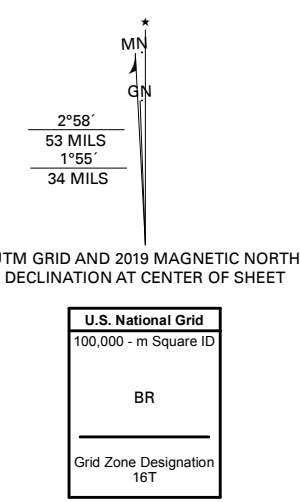 ★
MN
GN
2°58´
53 MILS
1°55´
34 MILS
UTM GRID AND 2019 MAGNETIC NORTH
DECLINATION AT CENTER OF SHEET
U.S. National Grid
100,000 - m Square ID
BR
Grid Zone Designation
16T